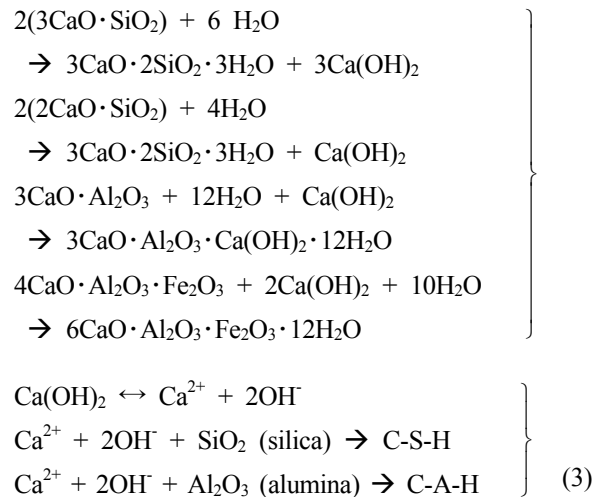 2(3CaO·SiO₂) + 6 H₂O
→ 3CaO·2SiO₂·3H₂O + 3Ca(OH)₂
2(2CaO·SiO₂) + 4H₂O
→ 3CaO·2SiO₂·3H₂O + Ca(OH)₂
3CaO·Al₂O₃ + 12H₂O + Ca(OH)₂
→ 3CaO·Al₂O₃·Ca(OH)₂·12H₂O
4CaO·Al₂O₃·Fe₂O₃ + 2Ca(OH)₂ + 10H₂O
→ 6CaO·Al₂O₃·Fe₂O₃·12H₂O
Ca(OH)₂ ↔ Ca²⁺ + 2OH⁻
Ca²⁺ + 2OH⁻ + SiO₂ (silica) → C-S-H
Ca²⁺ + 2OH⁻ + Al₂O₃ (alumina) → C-A-H (3)